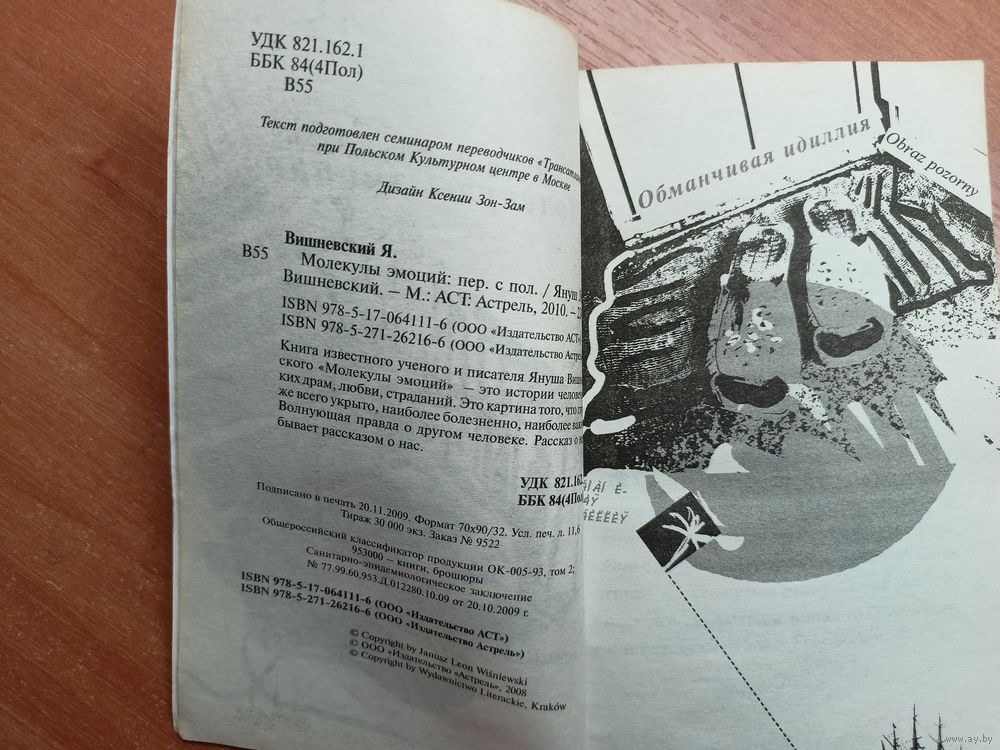 УДК 821.162.1
ББК 84(4Пол)
В55
Текст подготовлен семинаром переводчиков
при Польском Культурном центре в Москве
Дизайн Ксении Зон-Зам
Вишневский Я.
В55 Молекулы эмоций: пер. с пол. / Януш
Вишневский. – М.: АСТ: Астрель, 2010. –
ISBN 978-5-17-064111-6 (ООО «Издательство АСТ»
ISBN 978-5-271-26216-6 (ООО «Издательство
Книга известного ученого и писателя Януша
ского «Молекулы эмоций» — это истории
ких драм, любви, страданий. Это картина того, что
же всего укрыто, наиболее болезненно, наиболее
Волнующая правда о другом человеке. Рассказ о
бывает рассказом о нас.
УДК
ББК 84(4Пол
Подписано в печать 20.11.2009. Формат 70х90/32. Усл. печ. л. 11,6
Тираж 30 000 экз. Заказ № 9522
Общероссийский классификатор продукции ОК-005-93, том 2;
953000 – книги, брошюры
Санитарно-эпидемиологическое заключение
№ 77.99.60.953.Д.012280.10.09 от 20.10.2009 г.
ISBN 978-5-17-064111-6 (ООО «Издательство АСТ»)
ISBN 978-5-271-26216-6 (ООО «Издательство Астрель»)
© Copyright by Janusz Leon Wiśniewski
© ООО «Издательство «Астрель», 2008
© Copyright by Wydawnictwo Literackie, Kraków
Обманчивая идиллия
Obraz pozorny
www.ay.by